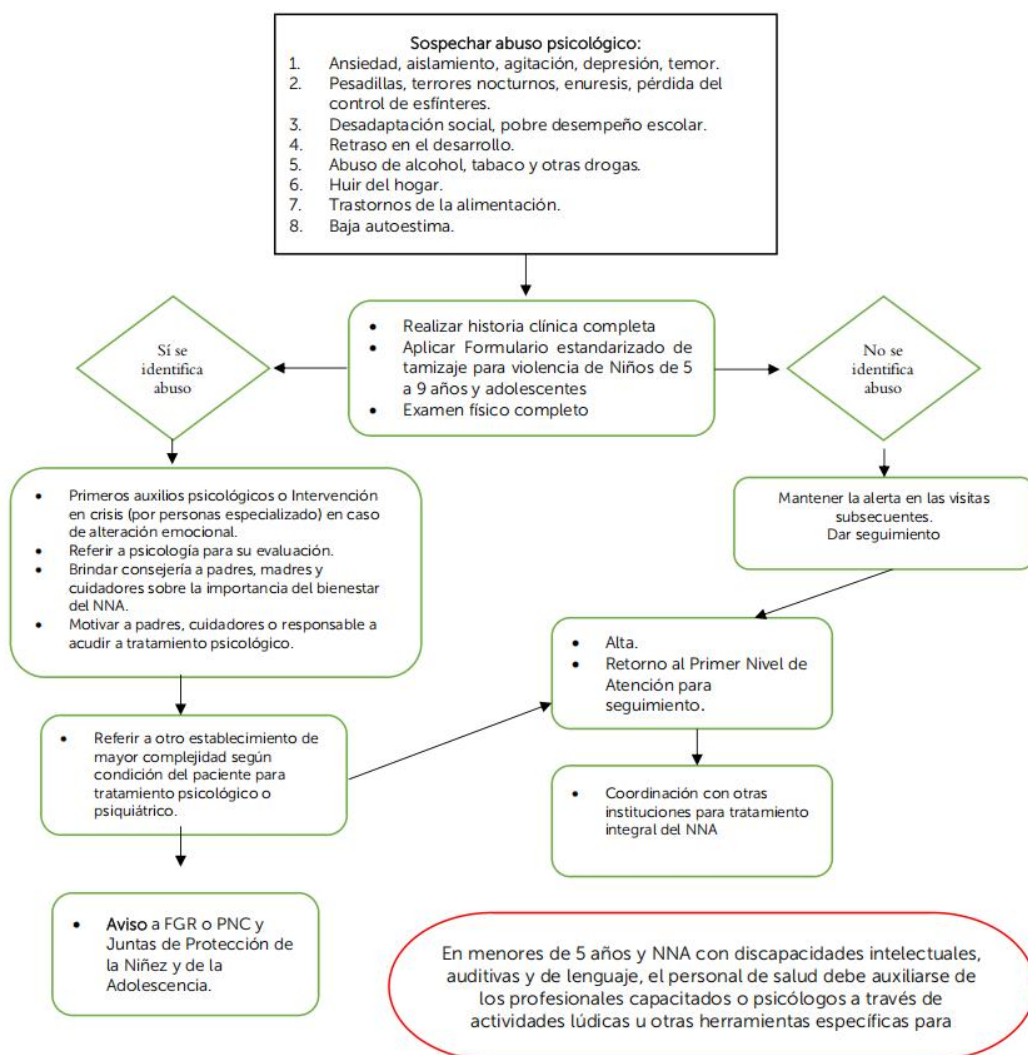 Sospechar abuso psicológico:
1. Ansiedad, aislamiento, agitación, depresión, temor.
2. Pesadillas, terrores nocturnos, enuresis, pérdida del
control de esfínteres.
3. Desadaptación social, pobre desempeño escolar.
4. Retraso en el desarrollo.
5. Abuso de alcohol, tabaco y otras drogas.
6. Huir del hogar.
7. Trastornos de la alimentación.
8. Baja autoestima.
Sí se
identifica
abuso
• Realizar historia clínica completa
• Aplicar Formulario estandarizado de
tamizaje para violencia de Niños de 5
a 9 años y adolescentes
• Examen físico completo
No se
identifica
abuso
• Primeros auxilios psicológicos o Intervención
en crisis (por personas especializado) en caso
de alteración emocional.
• Referir a psicología para su evaluación.
• Brindar consejería a padres, madres y
cuidadores sobre la importancia del bienestar
del NNA.
• Motivar a padres, cuidadores o responsable a
acudir a tratamiento psicológico.
Mantener la alerta en las visitas
subsecuentes.
Dar seguimiento
• Alta.
• Retorno al Primer Nivel de
Atención para
seguimiento.
• Referir a otro establecimiento de
mayor complejidad según
condición del paciente para
tratamiento psicológico o
psiquiátrico.
• Coordinación con otras
instituciones para tratamiento
integral del NNA
• Aviso a FGR o PNC y
Juntas de Protección de
la Niñez y de la
Adolescencia.
En menores de 5 años y NNA con discapacidades intelectuales,
auditivas y de lenguaje, el personal de salud debe auxiliarse de
los profesionales capacitados o psicólogos a través de
actividades lúdicas u otras herramientas específicas para